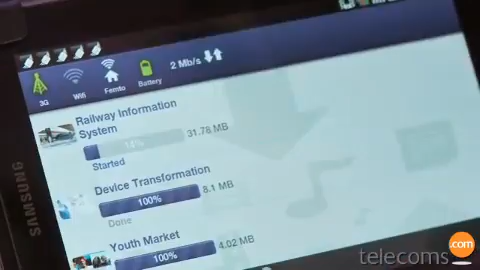 3G
Wifi
Femto
Battery
2 Mb/s
Railway Information
System
31.78 MB
Started
Device Transformation
100%
8.1 MB
Done
Youth Market
100%
4.02 MB
SAMSUNG
telecoms.com